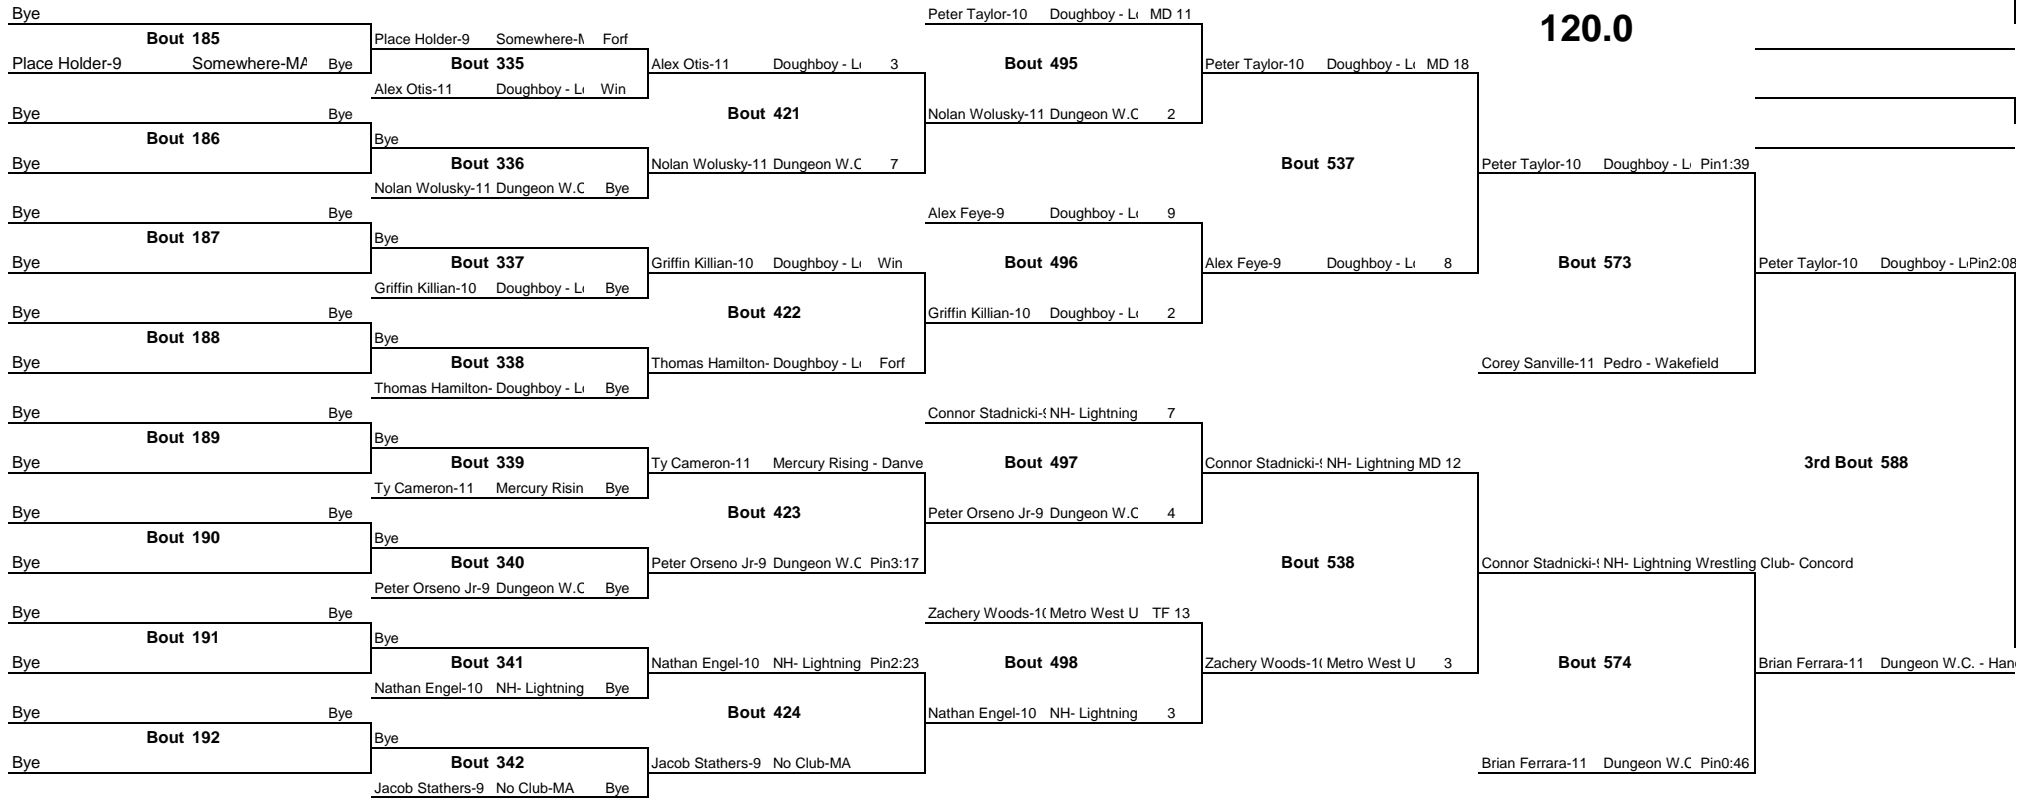 Bye
Bout 185
Place Holder-9 Somewhere-MA Bye
Bye Bye
Bout 186
Bye
Bye Bye
Bout 187
Bye
Bye Bye
Bout 188
Bye
Bye Bye
Bout 189
Bye
Bye Bye
Bout 190
Bye
Bye Bye
Bout 191
Bye
Bye Bye
Bout 192
Bye
Place Holder-9 Somewhere-M Forf
Bout 335
Alex Otis-11 Doughboy - Lo Win
Bye
Bout 336
Nolan Wolusky-11 Dungeon W.C Bye
Bye
Bout 337
Griffin Killian-10 Doughboy - Lo Bye
Bye
Bout 338
Thomas Hamilton- Doughboy - Lo Bye
Bye
Bout 339
Ty Cameron-11 Mercury Risin Bye
Bye
Bout 340
Peter Orseno Jr-9 Dungeon W.C Bye
Bye
Bout 341
Nathan Engel-10 NH- Lightning Bye
Bye
Bout 342
Jacob Stathers-9 No Club-MA Bye
Alex Otis-11 Doughboy - Lo 3
Bout 421
Nolan Wolusky-11 Dungeon W.C 7
Griffin Killian-10 Doughboy - Lo Win
Bout 422
Thomas Hamilton- Doughboy - Lo Forf
Ty Cameron-11 Mercury Rising - Danve
Bout 423
Peter Orseno Jr-9 Dungeon W.C Pin3:17
Nathan Engel-10 NH- Lightning Pin2:23
Bout 424
Jacob Stathers-9 No Club-MA
Peter Taylor-10 Doughboy - Lo MD 11
Bout 495
Nolan Wolusky-11 Dungeon W.C 2
Alex Feye-9 Doughboy - Lo 9
Bout 496
Griffin Killian-10 Doughboy - Lo 2
Connor Stadnicki-9 NH- Lightning 7
Bout 497
Peter Orseno Jr-9 Dungeon W.C 4
Zachery Woods-10 Metro West U TF 13
Bout 498
Nathan Engel-10 NH- Lightning 3
Peter Taylor-10 Doughboy - Lo MD 18
Bout 537
Alex Feye-9 Doughboy - Lo 8
Connor Stadnicki-9 NH- Lightning MD 12
Bout 538
Zachery Woods-10 Metro West U 3
120.0
Peter Taylor-10 Doughboy - Lo Pin1:39
Bout 573
Corey Sanville-11 Pedro - Wakefield
Connor Stadnicki-9 NH- Lightning Wrestling Club- Concord
Bout 574
Brian Ferrara-11 Dungeon W.C Pin0:46
Peter Taylor-10 Doughboy - Lo Pin2:08
3rd Bout 588
Brian Ferrara-11 Dungeon W.C. - Han